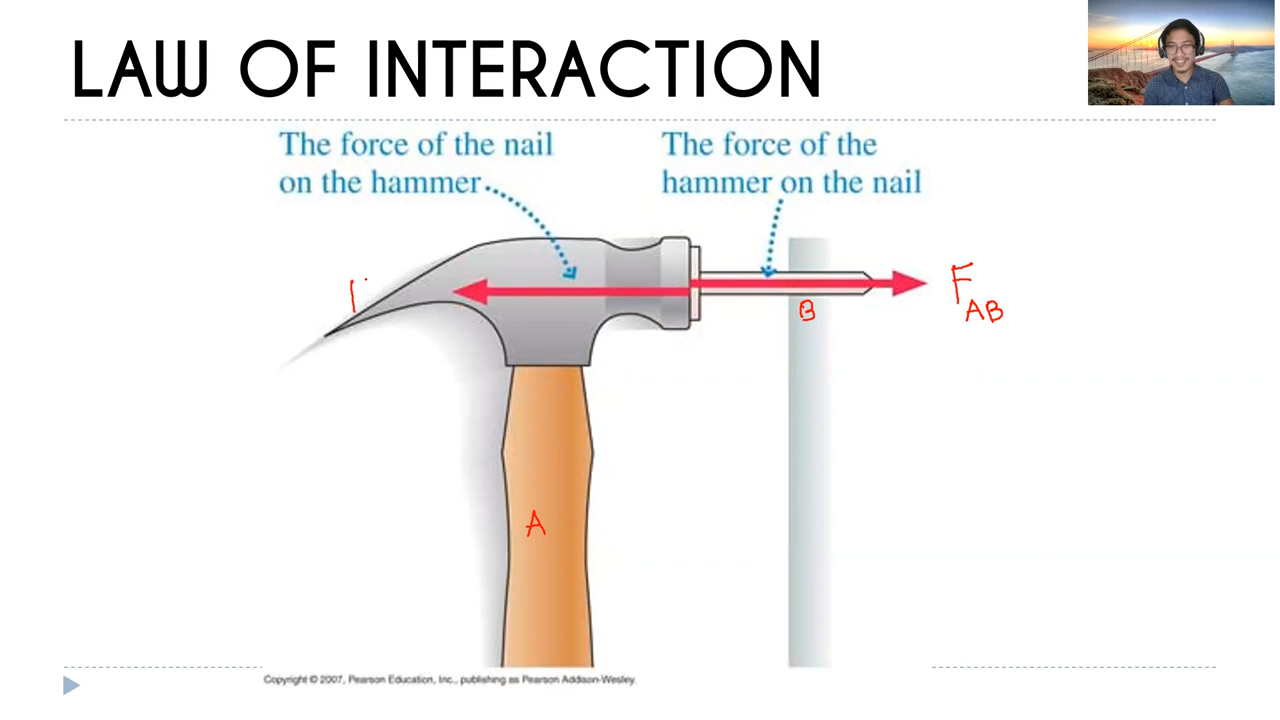 LAW OF INTERACTION
The force of the nail
on the hammer
The force of the
hammer on the nail
F
AB
B
A
Copyright © 2007, Pearson Education, Inc., publishing as Pearson Addison-Wesley.